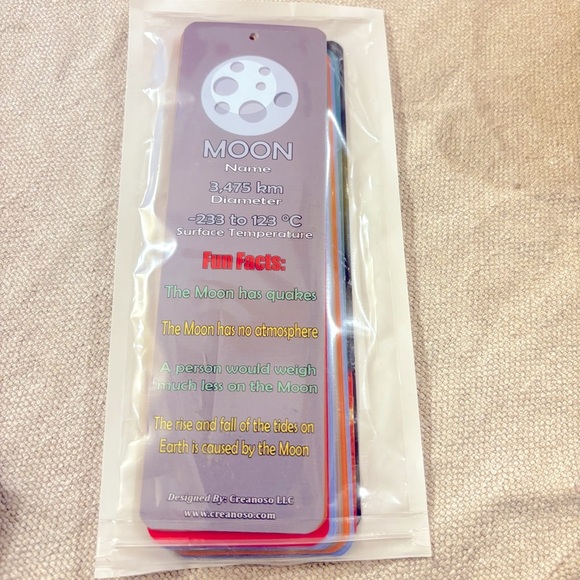 MOON
Name
3,475 km
Diameter
-233 to 123 °C
Surface Temperature
Fun Facts:
The Moon has quakes
The Moon has no atmosphere
A person would weigh
much less on the Moon
The rise and fall of the tides on
Earth is caused by the Moon
Designed By: Creanoso LLC
www.creanoso.com